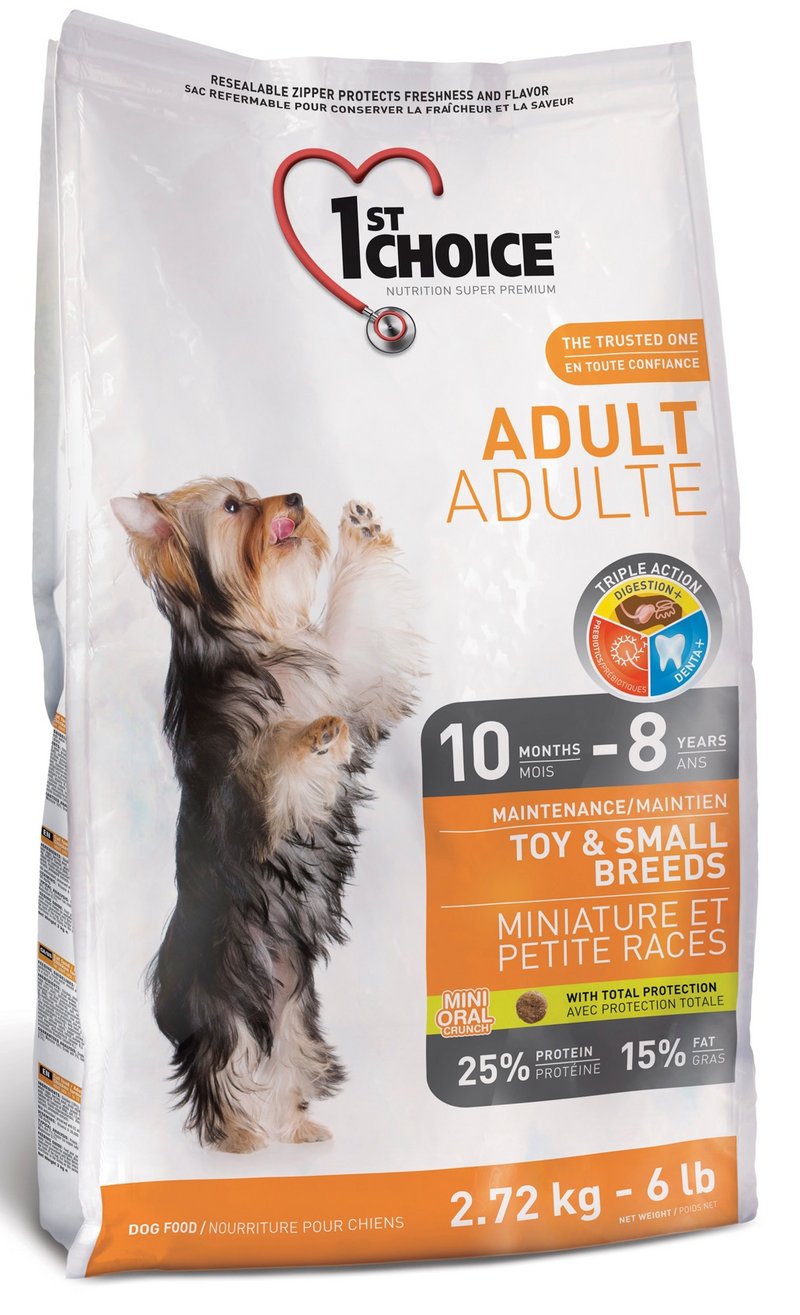 RESEALABLE ZIPPER PROTECTS FRESHNESS AND FLAVOR
SAC REFERMABLE POUR CONSERVER LA FRAÎCHEUR ET LA SAVEUR
1ST
CHOICE
NUTRITION SUPER PREMIUM
THE TRUSTED ONE
EN TOUTE CONFIANCE
ADULT
ADULTE
TRIPLE ACTION
DIGESTION+
PREBIOTICS/PRÉBIOTIQUES
DENTA+
10 MONTHS MOIS - 8 YEARS ANS
MAINTENANCE/MAINTIEN
TOY & SMALL
BREEDS
MINIATURE ET
PETITE RACES
MINI
ORAL
CRUNCH
WITH TOTAL PROTECTION
AVEC PROTECTION TOTALE
25% PROTEIN PROTÉINE 15% FAT GRAS
2.72 kg - 6 lb
NET WEIGHT / POIDS NET
DOG FOOD / NOURRITURE POUR CHIENS